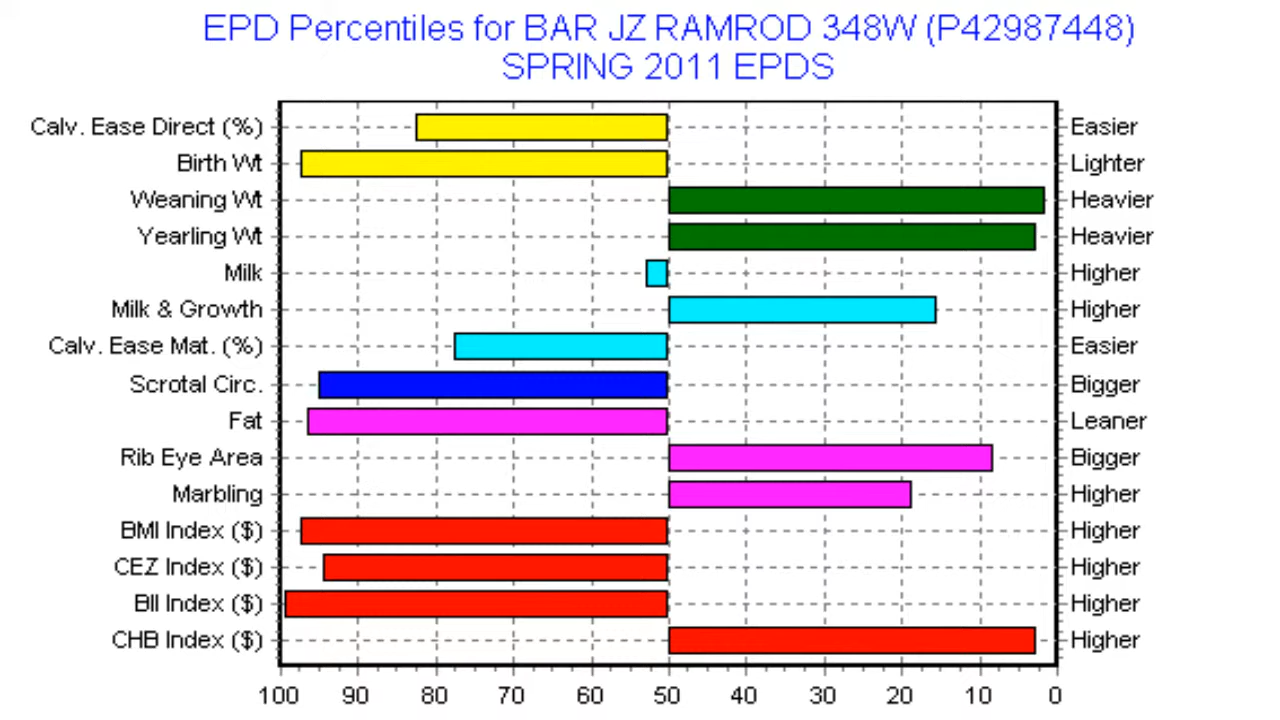 EPD Percentiles for BAR JZ RAMROD 348W (P42987448)
SPRING 2011 EPDS
Calv. Ease Direct (%) Easier
Birth Wt Lighter
Weaning Wt Heavier
Yearling Wt Heavier
Milk Higher
Milk & Growth Higher
Calv. Ease Mat. (%) Easier
Scrotal Circ. Bigger
Fat Leaner
Rib Eye Area Bigger
Marbling Higher
BMI Index ($) Higher
CEZ Index ($) Higher
BII Index ($) Higher
CHB Index ($) Higher
100 90 80 70 60 50 40 30 20 10 0